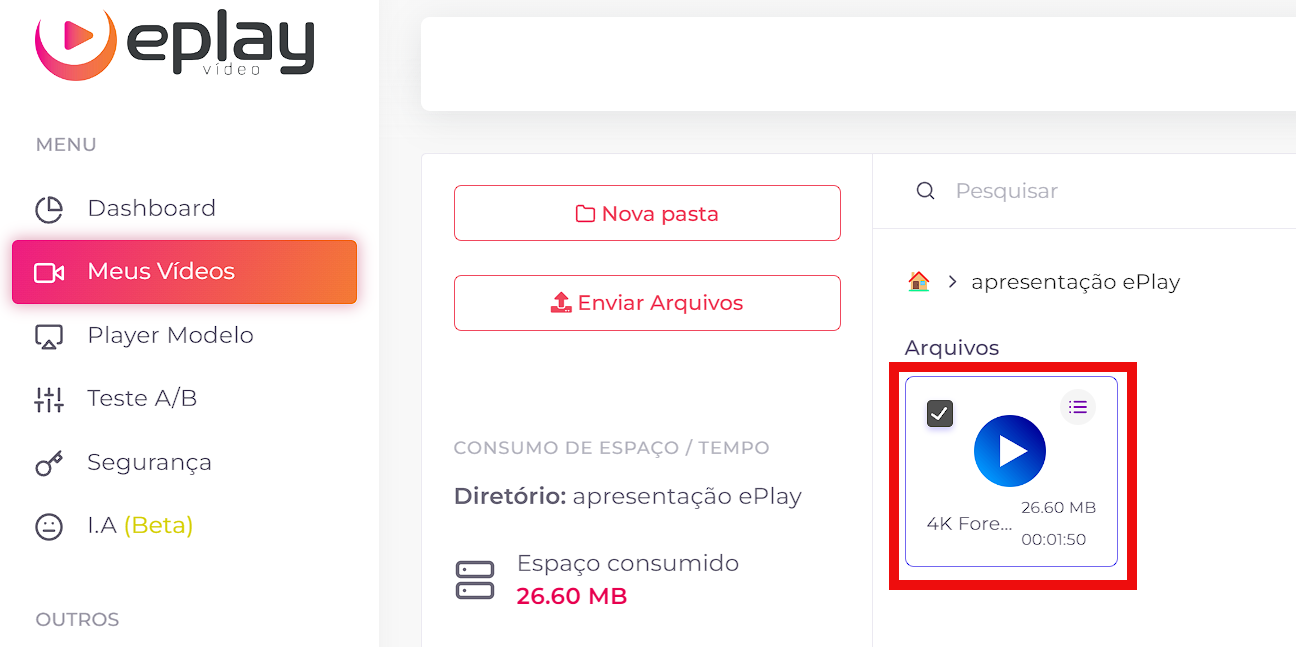 eplay
vídeo
MENU
Dashboard
Meus Vídeos
Player Modelo
Teste A/B
Segurança
I.A (Beta)
OUTROS
Nova pasta
Enviar Arquivos
CONSUMO DE ESPAÇO / TEMPO
Diretório: apresentação ePlay
Espaço consumido
26.60 MB
Pesquisar
apresentação ePlay
Arquivos
4K Fore...
26.60 MB
00:01:50